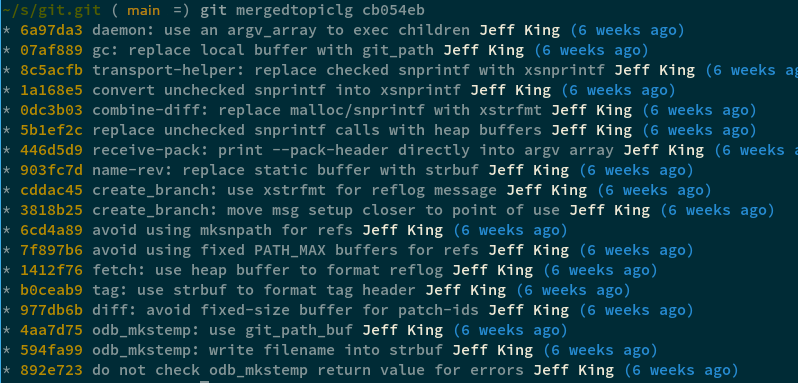 ~/s/git.git ( main =) git mergedtopiclg cb054eb
* 6a97da3 daemon: use an argv_array to exec children Jeff King (6 weeks ago)
* 07af889 gc: replace local buffer with git_path Jeff King (6 weeks ago)
* 8c5acfb transport-helper: replace checked snprintf with xsnprintf Jeff King (6 weeks ag
* 1a168e5 convert unchecked snprintf into xsnprintf Jeff King (6 weeks ago)
* 0dc3b03 combine-diff: replace malloc/snprintf with xstrfmt Jeff King (6 weeks ago)
* 5b1ef2c replace unchecked snprintf calls with heap buffers Jeff King (6 weeks ago)
* 446d5d9 receive-pack: print --pack-header directly into argv array Jeff King (6 weeks a
* 903fc7d name-rev: replace static buffer with strbuf Jeff King (6 weeks ago)
* cddac45 create_branch: use xstrfmt for reflog message Jeff King (6 weeks ago)
* 3818b25 create_branch: move msg setup closer to point of use Jeff King (6 weeks ago)
* 6cd4a89 avoid using mksnpath for refs Jeff King (6 weeks ago)
* 7f897b6 avoid using fixed PATH_MAX buffers for refs Jeff King (6 weeks ago)
* 1412f76 fetch: use heap buffer to format reflog Jeff King (6 weeks ago)
* b0ceab9 tag: use strbuf to format tag header Jeff King (6 weeks ago)
* 977db6b diff: avoid fixed-size buffer for patch-ids Jeff King (6 weeks ago)
* 4aa7d75 odb_mkstemp: use git_path_buf Jeff King (6 weeks ago)
* 594fa99 odb_mkstemp: write filename into strbuf Jeff King (6 weeks ago)
* 892e723 do not check odb_mkstemp return value for errors Jeff King (6 weeks ago)